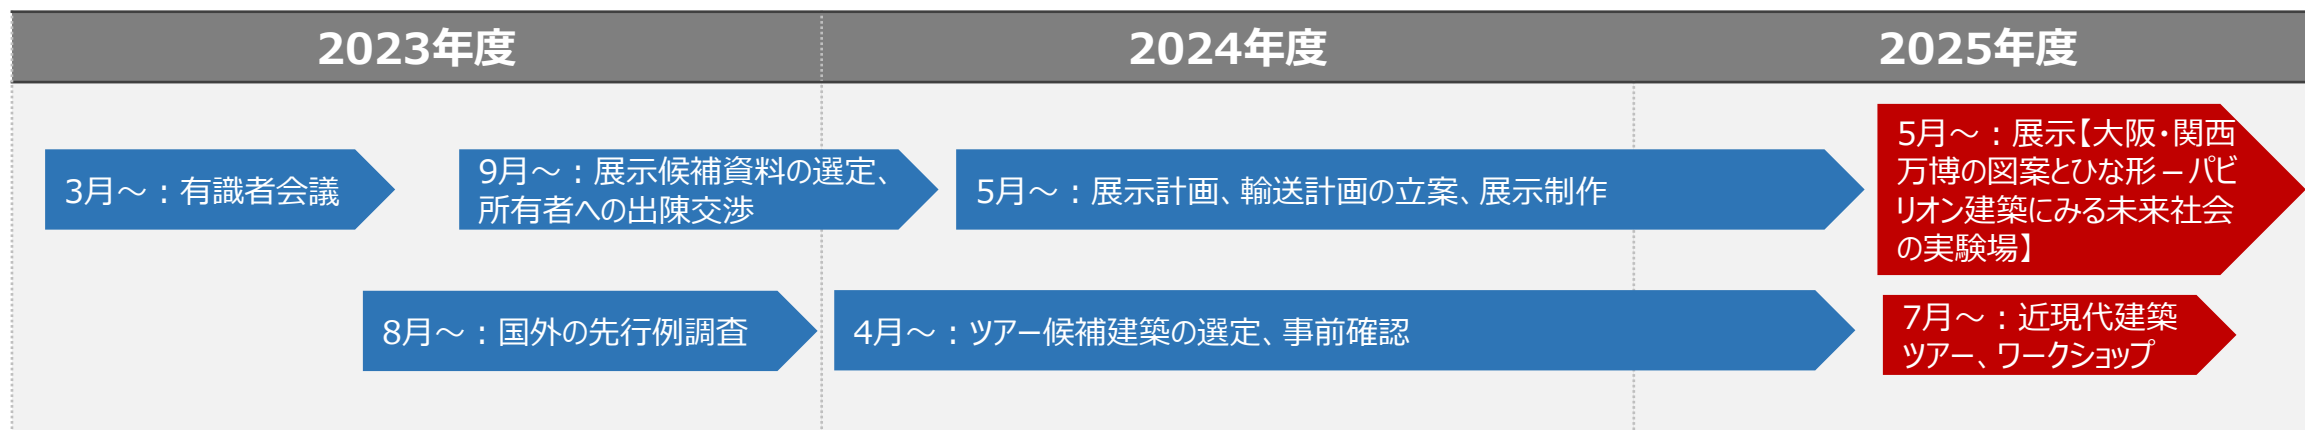 2023年度
2024年度
2025年度
3月～：有識者会議
9月～：展示候補資料の選定、
所有者への出陳交渉
5月～：展示計画、輸送計画の立案、展示制作
5月～：展示【大阪・関西
万博の図案とひな形 – パビ
リオン建築にみる未来社会
の実験場】
8月～：国外の先行例調査
4月～：ツアー候補建築の選定、事前確認
7月～：近現代建築
ツアー、ワークショップ